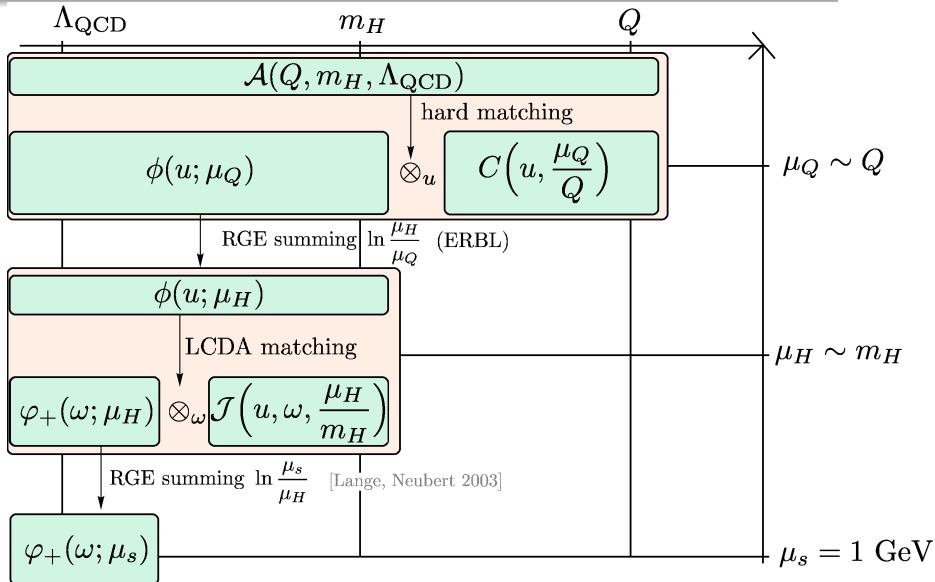 Λ_QCD m_H Q
𝒜(Q, m_H, Λ_QCD)
hard matching
ϕ(u; μ_Q) ⊗_u C(u, μ_Q/Q) μ_Q ∼ Q
RGE summing ln μ_H/μ_Q (ERBL)
ϕ(u; μ_H)
LCDA matching μ_H ∼ m_H
φ_+(ω; μ_H) ⊗_ω 𝒥(u, ω, μ_H/m_H)
RGE summing ln μ_s/μ_H [Lange, Neubert 2003]
φ_+(ω; μ_s) μ_s = 1 GeV